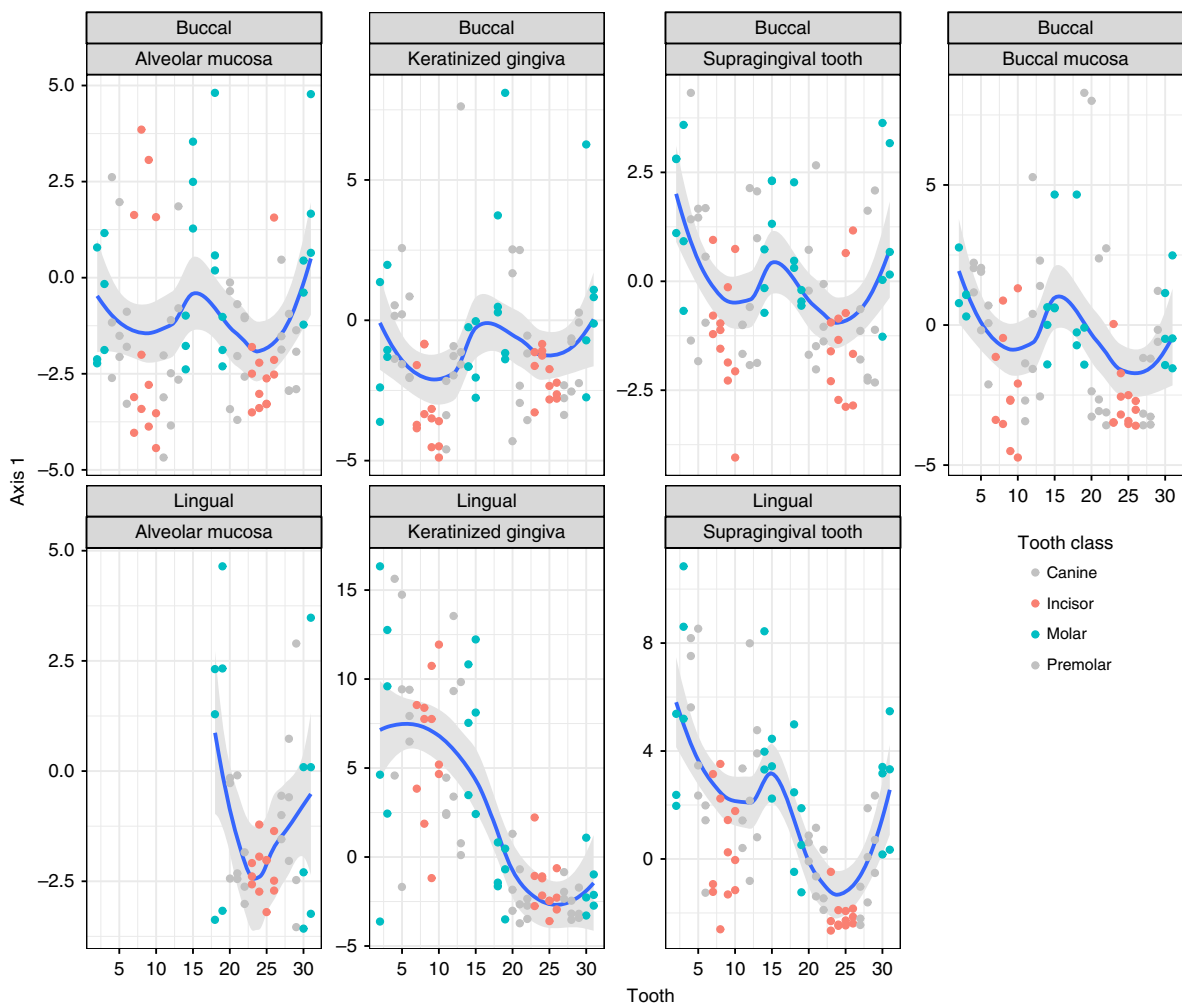 Buccal
Alveolar mucosa
Buccal
Keratinized gingiva
Buccal
Supragingival tooth
Buccal
Buccal mucosa
5.0
2.5
0.0
−2.5
−5.0
5
0
−5
2.5
0.0
−2.5
5
0
−5
5 10 15 20 25 30
Axis 1
Lingual
Alveolar mucosa
Lingual
Keratinized gingiva
Lingual
Supragingival tooth
5.0
2.5
0.0
−2.5
15
10
5
0
−5
8
4
0
5 10 15 20 25 30
5 10 15 20 25 30
5 10 15 20 25 30
Tooth
Tooth class
Canine
Incisor
Molar
Premolar